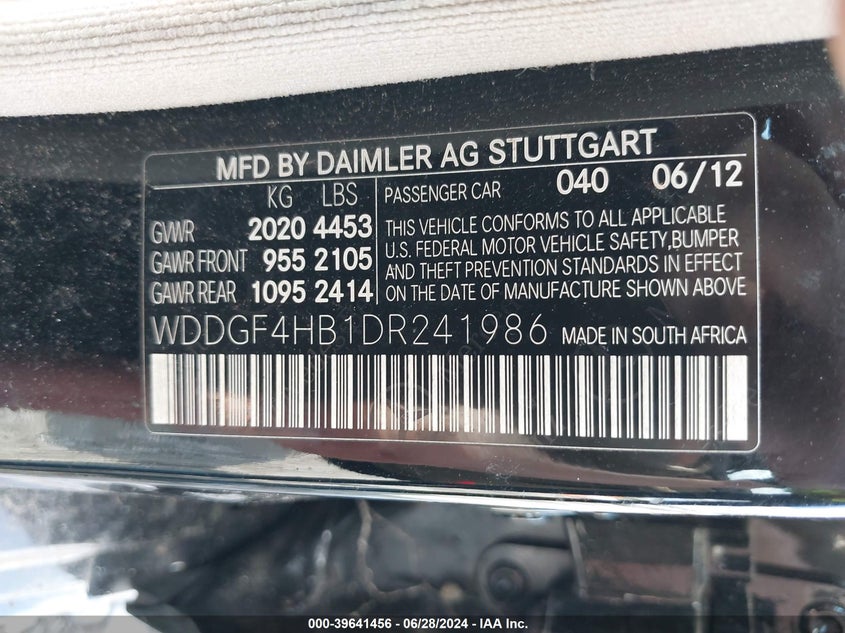 MFD BY DAIMLER AG STUTTGART
KG LBS
GVWR 2020 4453
GAWR FRONT 955 2105
GAWR REAR 1095 2414
PASSENGER CAR 040 06/12
THIS VEHICLE CONFORMS TO ALL APPLICABLE
U.S. FEDERAL MOTOR VEHICLE SAFETY,BUMPER
AND THEFT PREVENTION STANDARDS IN EFFECT
ON THE DATE OF MANUFACTURE SHOWN ABOVE
WDDGF4HB1DR241986 MADE IN SOUTH AFRICA
000-39641456 - 06/28/2024 - IAA Inc.